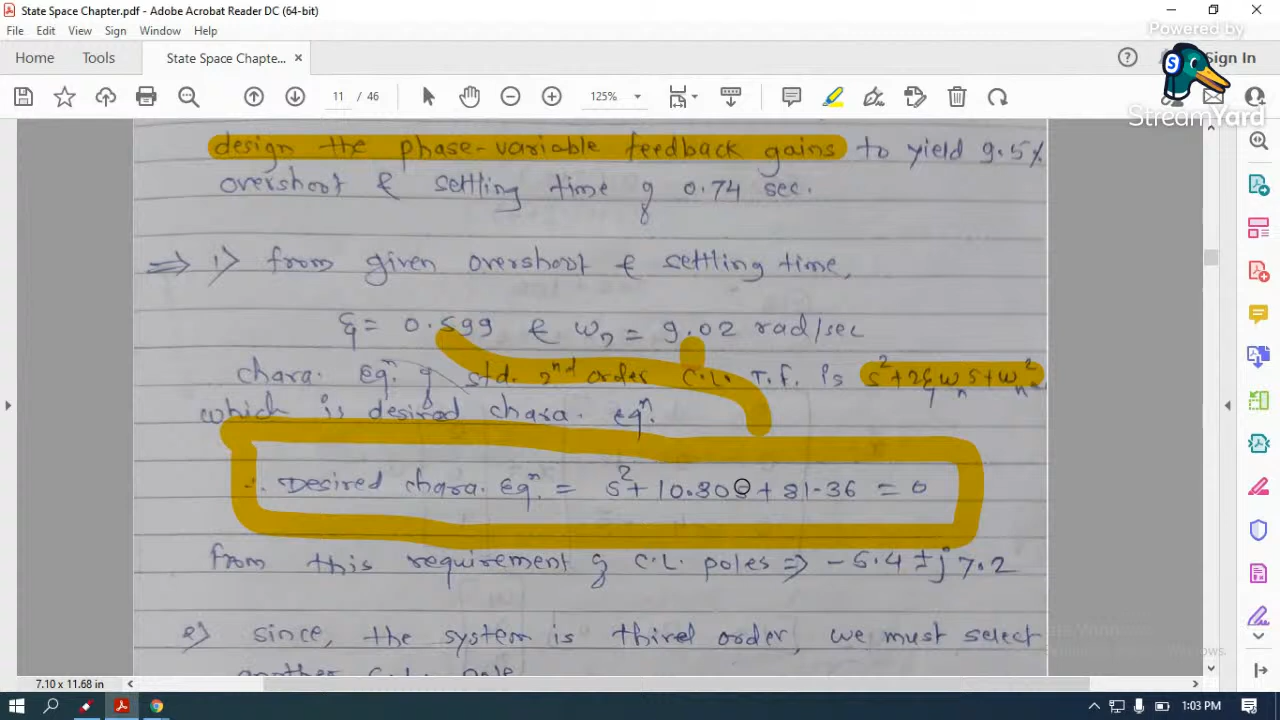 State Space Chapter.pdf - Adobe Acrobat Reader DC (64-bit)
Powered by
File Edit View Sign Window Help
Home Tools State Space Chapte... × Sign In
StreamYard
11 / 46 125%
design the phase-variable feedback gains to yield 9.5%
overshoot & settling time of 0.74 sec.
⇒ 1) from given overshoot & settling time,
ξ = 0.599 & ωn = 9.02 rad/sec
chara. Eqn. of std. 2nd order C.L. T.F. is s²+2ξωns+ωn²
which is desired chara. eqn.
∴ Desired chara. Eqn. = s²+ 10.80s + 81.36 = 0
from this requirement of C.L. poles ⇒ -5.4 ± j 7.2
2) since, the system is third order, we must select
another C.L. pole
7.10 x 11.68 in
1:03 PM